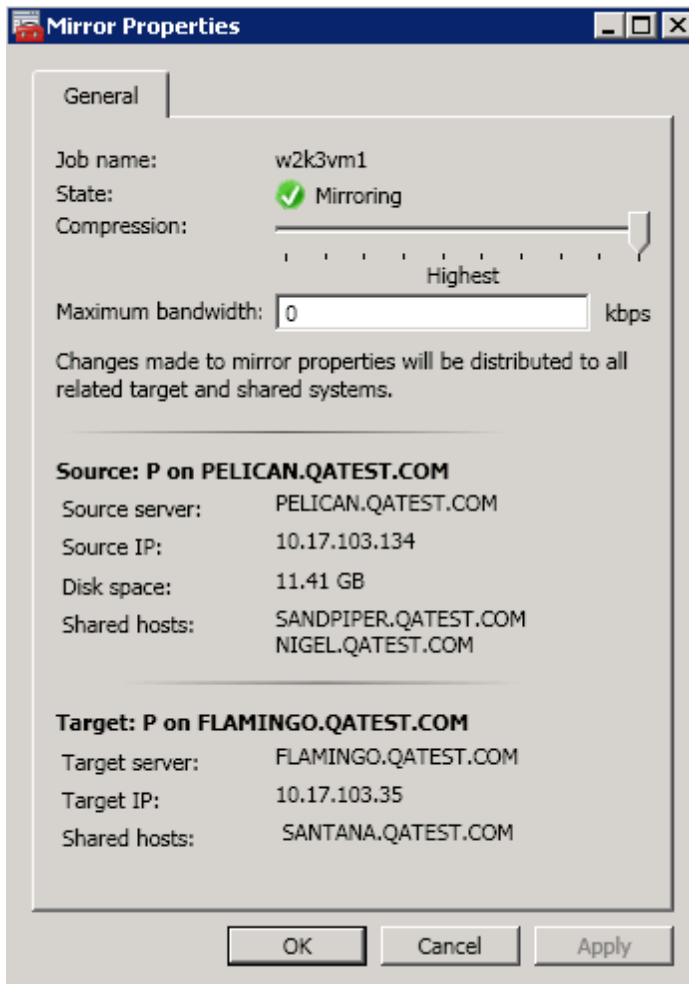 Mirror Properties
General
Job name: w2k3vm1
State: Mirroring
Compression:
Highest
Maximum bandwidth: 0 kbps
Changes made to mirror properties will be distributed to all
related target and shared systems.
Source: P on PELICAN.QATEST.COM
Source server: PELICAN.QATEST.COM
Source IP: 10.17.103.134
Disk space: 11.41 GB
Shared hosts: SANDPIPER.QATEST.COM
NIGEL.QATEST.COM
Target: P on FLAMINGO.QATEST.COM
Target server: FLAMINGO.QATEST.COM
Target IP: 10.17.103.35
Shared hosts: SANTANA.QATEST.COM
OK Cancel Apply